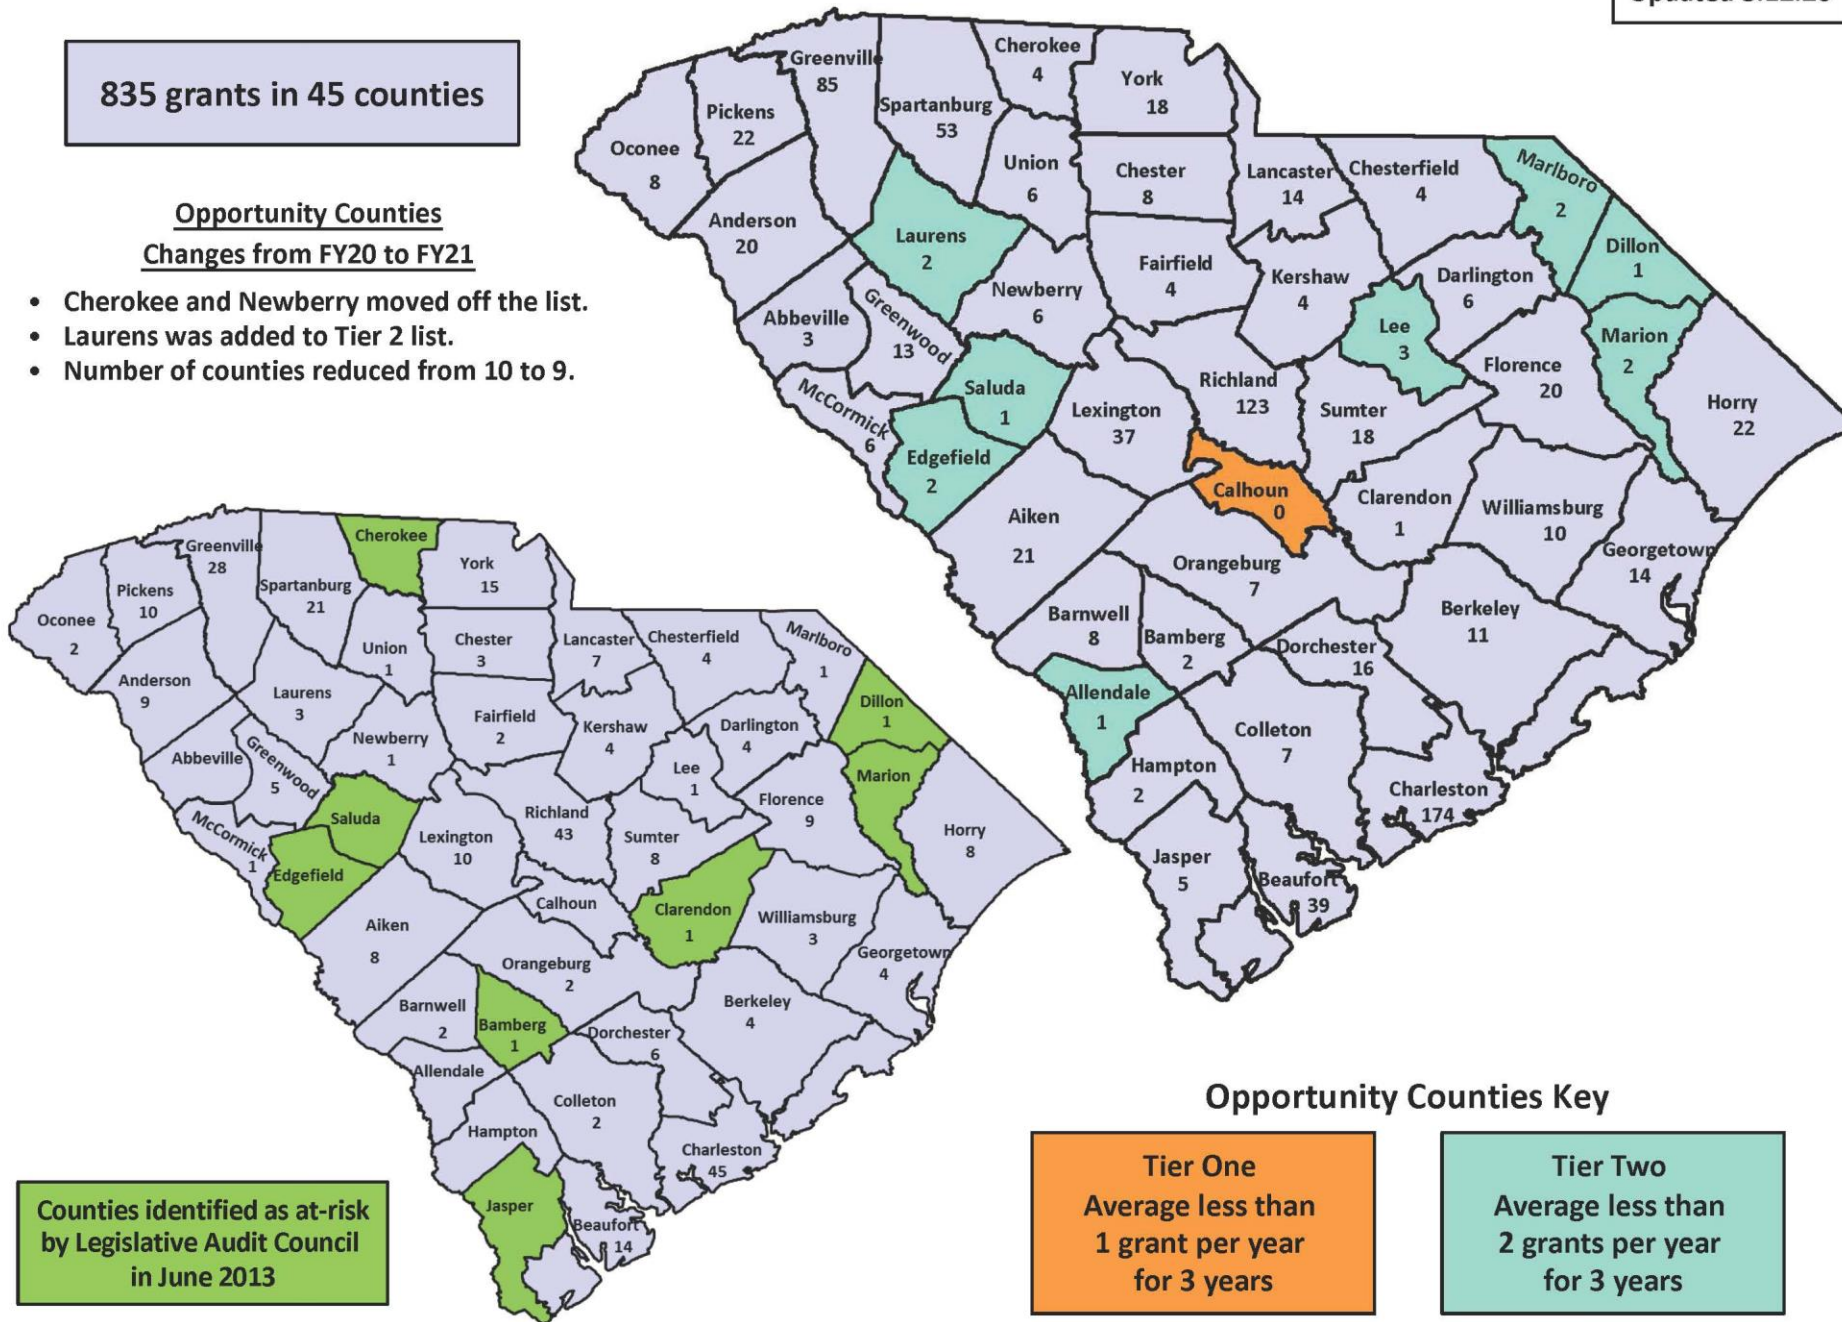 835 grants in 45 counties
Opportunity Counties
Changes from FY20 to FY21
• Cherokee and Newberry moved off the list.
• Laurens was added to Tier 2 list.
• Number of counties reduced from 10 to 9.
Greenville
85
Cherokee
4
York
18
Spartanburg
53
Pickens
22
Oconee
8
Union
6
Chester
8
Lancaster
14
Chesterfield
4
Marlboro
2
Anderson
20
Laurens
2
Dillon
1
Fairfield
4
Kershaw
4
Darlington
6
Newberry
6
Abbeville
3
Greenwood
13
Lee
3
Marion
2
Florence
20
Saluda
1
Richland
123
Horry
22
McCormick
6
Lexington
37
Sumter
18
Edgefield
2
Calhoun
0
Clarendon
1
Williamsburg
10
Aiken
21
Georgetown
14
Orangeburg
7
Barnwell
8
Bamberg
2
Berkeley
11
Dorchester
16
Allendale
1
Colleton
7
Hampton
2
Charleston
174
Jasper
5
Beaufort
39
Cherokee
Greenville
28
York
15
Spartanburg
21
Pickens
10
Oconee
2
Union
1
Chester
3
Lancaster
7
Chesterfield
4
Marlboro
1
Anderson
9
Laurens
3
Dillon
1
Fairfield
2
Kershaw
4
Darlington
4
Newberry
1
Abbeville
Greenwood
5
Lee
1
Marion
Florence
9
Saluda
Richland
43
Horry
8
McCormick
1
Lexington
10
Sumter
8
Edgefield
Calhoun
Clarendon
1
Williamsburg
3
Aiken
8
Georgetown
4
Orangeburg
2
Barnwell
2
Bamberg
1
Berkeley
4
Dorchester
6
Allendale
Colleton
2
Hampton
Charleston
45
Jasper
Beaufort
14
Counties identified as at-risk
by Legislative Audit Council
in June 2013
Opportunity Counties Key
Tier One
Average less than
1 grant per year
for 3 years
Tier Two
Average less than
2 grants per year
for 3 years